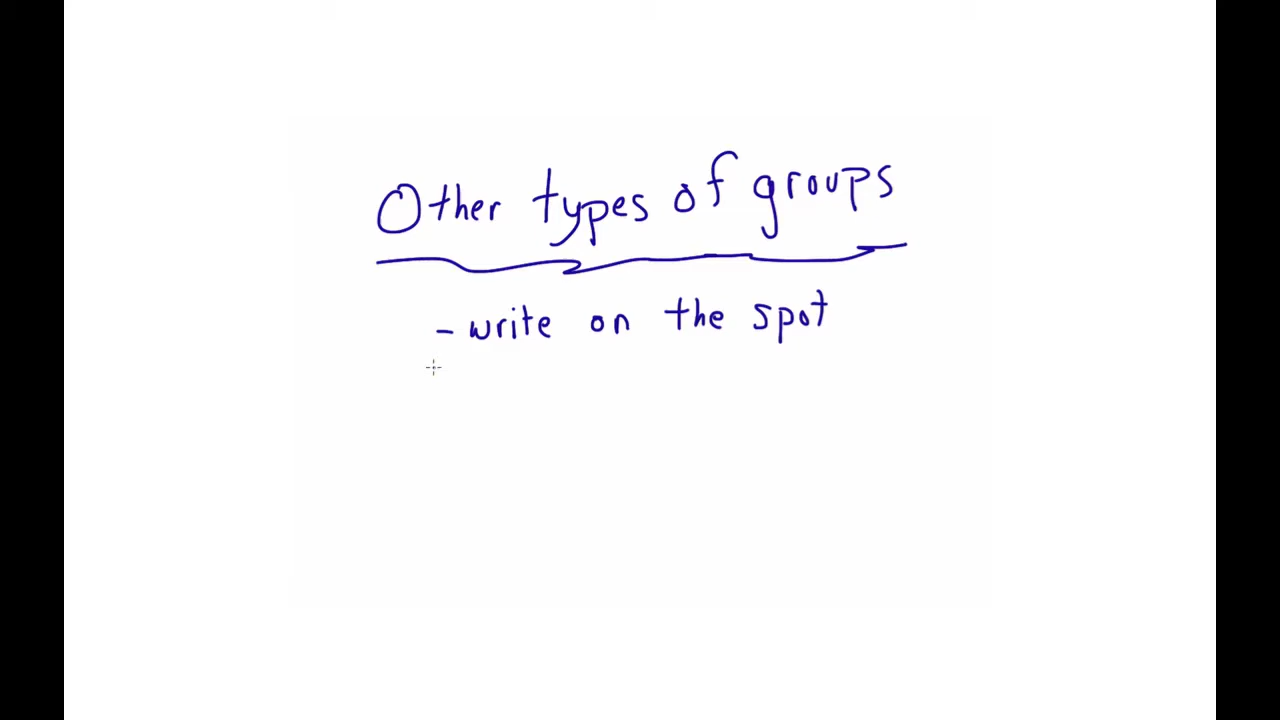 Other types of groups
- write on the spot